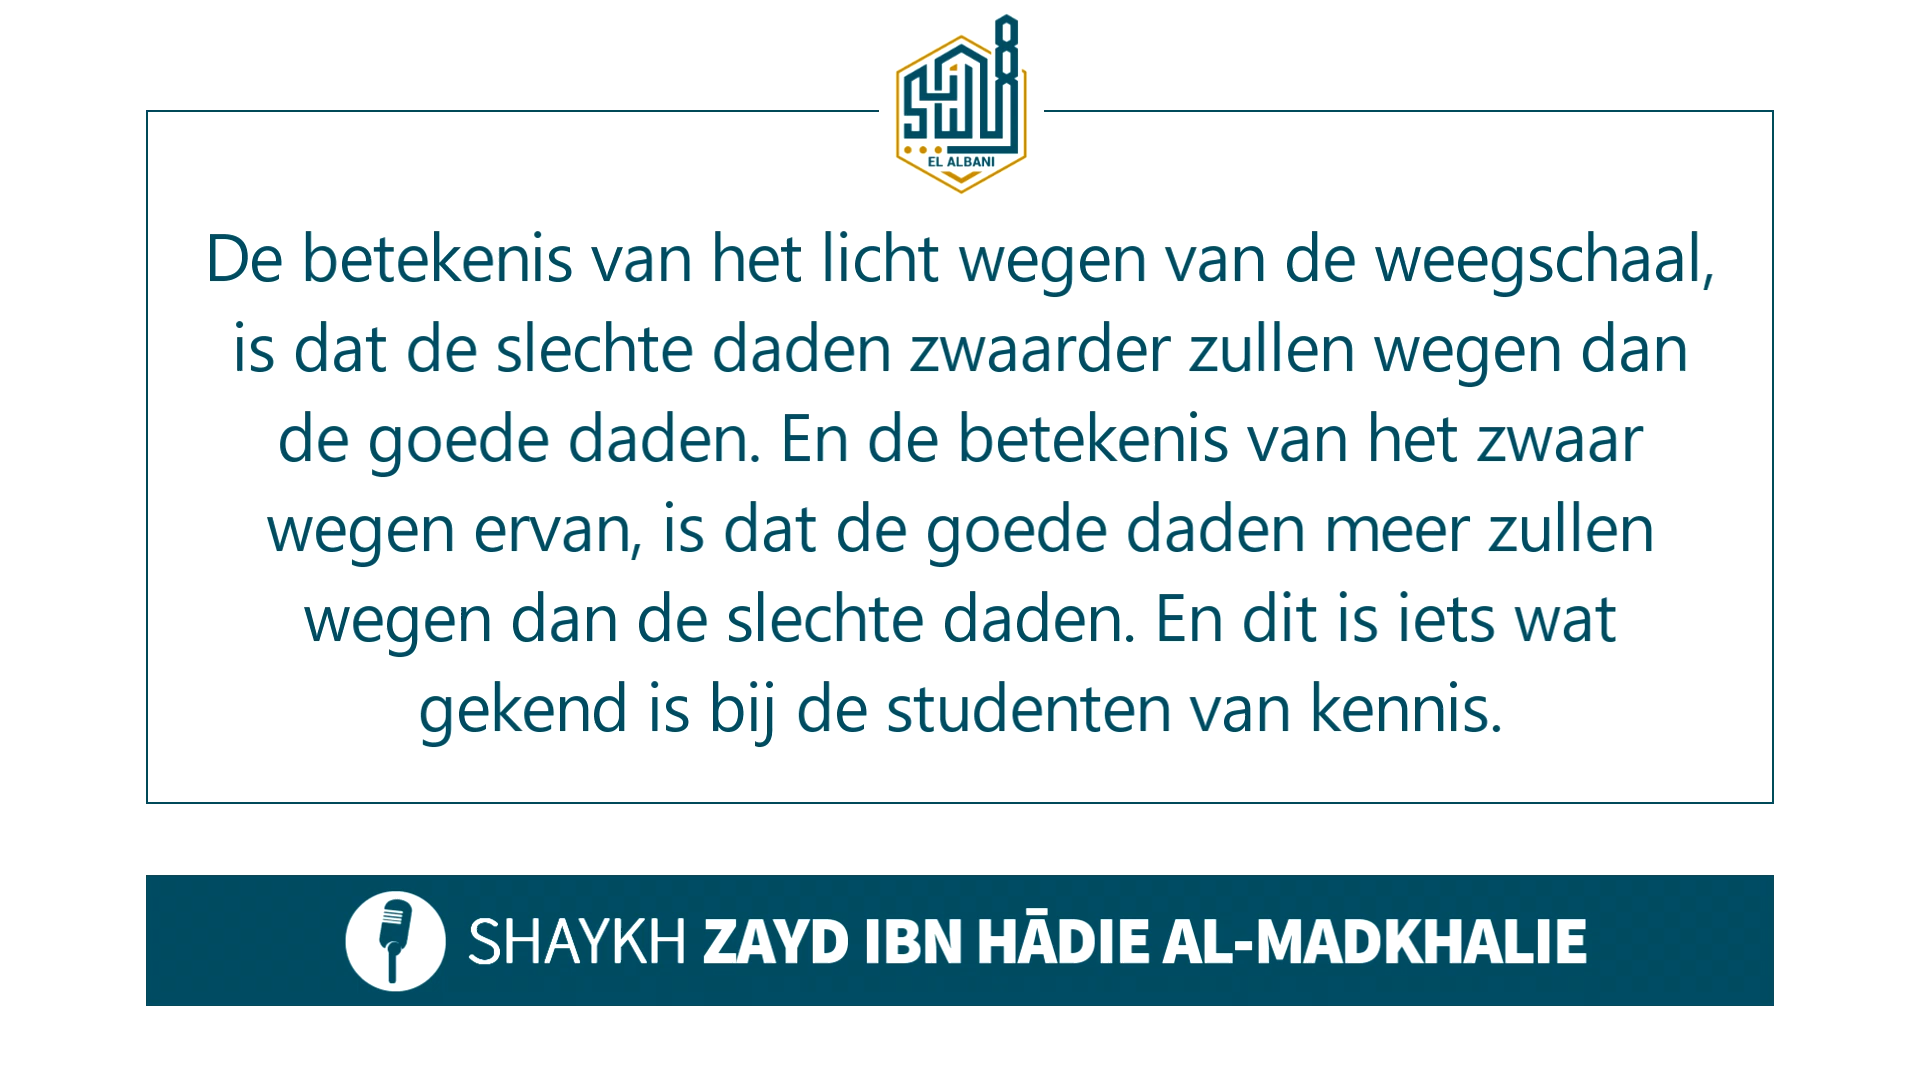 EL ALBANI
De betekenis van het licht wegen van de weegschaal,
is dat de slechte daden zwaarder zullen wegen dan
de goede daden. En de betekenis van het zwaar
wegen ervan, is dat de goede daden meer zullen
wegen dan de slechte daden. En dit is iets wat
gekend is bij de studenten van kennis.
SHAYKH ZAYD IBN HĀDIE AL-MADKHALIE